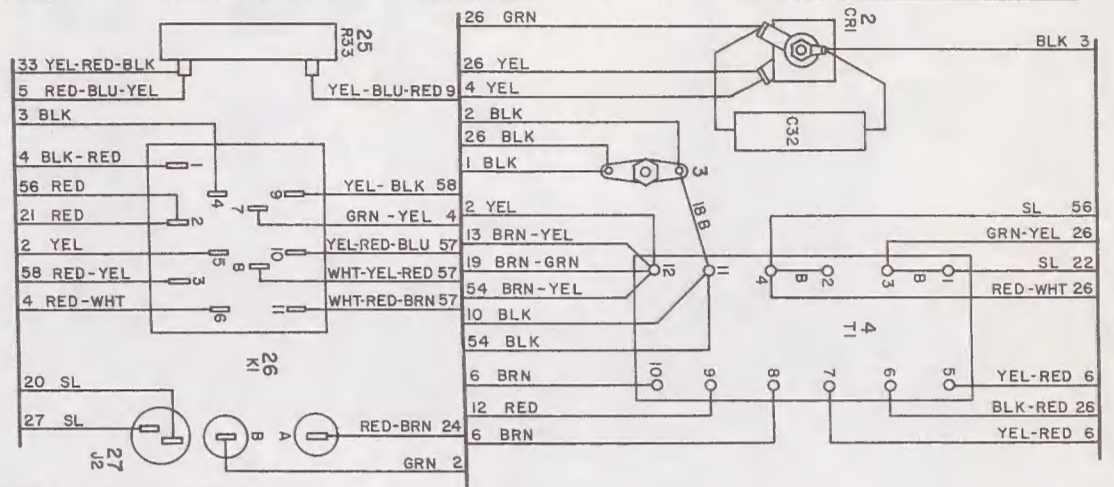 33 YEL-RED-BLK
5 RED-BLU-YEL
3 BLK
4 BLK-RED
56 RED
21 RED
2 YEL
58 RED-YEL
4 RED-WHT
20 SL
27 SL
25
R33
YEL-BLU-RED 9
1
2
3
4
5
6
7
8
9
10
11
26
K1
YEL-BLK 58
GRN-YEL 4
YEL-RED-BLU 57
WHT-YEL-RED 57
WHT-RED-BRN 57
27
J2
B
A
RED-BRN 24
GRN 2
26 GRN
26 YEL
4 YEL
2 BLK
26 BLK
1 BLK
2 YEL
13 BRN-YEL
19 BRN-GRN
54 BRN-YEL
10 BLK
54 BLK
6 BRN
12 RED
6 BRN
2
CR1
C32
3
18 B
12
11
4
B
2
3
B
1
4
T1
10
9
8
7
6
5
BLK 3
SL 56
GRN-YEL 26
SL 22
RED-WHT 26
YEL-RED 6
BLK-RED 26
YEL-RED 6